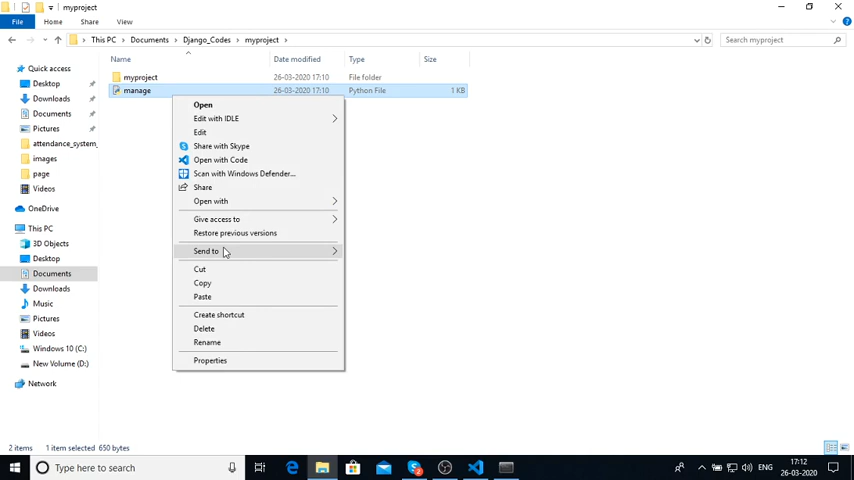 myproject
File
Home
Share
View
This PC
Documents
Django_Codes
myproject
Search myproject
Name
Date modified
Type
Size
Quick access
Desktop
Downloads
Documents
Pictures
attendance_system_
images
page
Videos
OneDrive
This PC
3D Objects
Desktop
Documents
Downloads
Music
Pictures
Videos
Windows 10 (C:)
New Volume (D:)
Network
myproject
26-03-2020 17:10
File folder
manage
26-03-2020 17:10
Python File
1 KB
Open
Edit with IDLE
Edit
Share with Skype
Open with Code
Scan with Windows Defender...
Share
Open with
Give access to
Restore previous versions
Send to
Cut
Copy
Paste
Create shortcut
Delete
Rename
Properties
2 items
1 item selected 650 bytes
Type here to search
2
ENG
17:12
26-03-2020